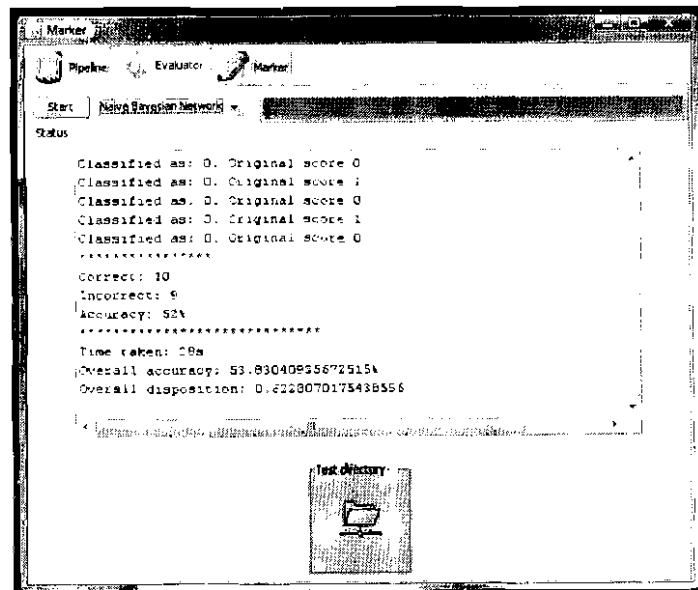 Marker
Pipeline Evaluator Marker
Start Naive Bayesian Network
Status
Classified as: 0. Original score 0
Classified as: 0. Original score 1
Classified as: 0. Original score 0
Classified as: 0. Original score 1
Classified as: 0. Original score 0
*****************
Correct: 10
Incorrect: 9
Accuracy: 52%
******************************
Time taken: 28s
Overall accuracy: 53.83040935672515%
Overall disposition: 0.6228070175438556
Test directory